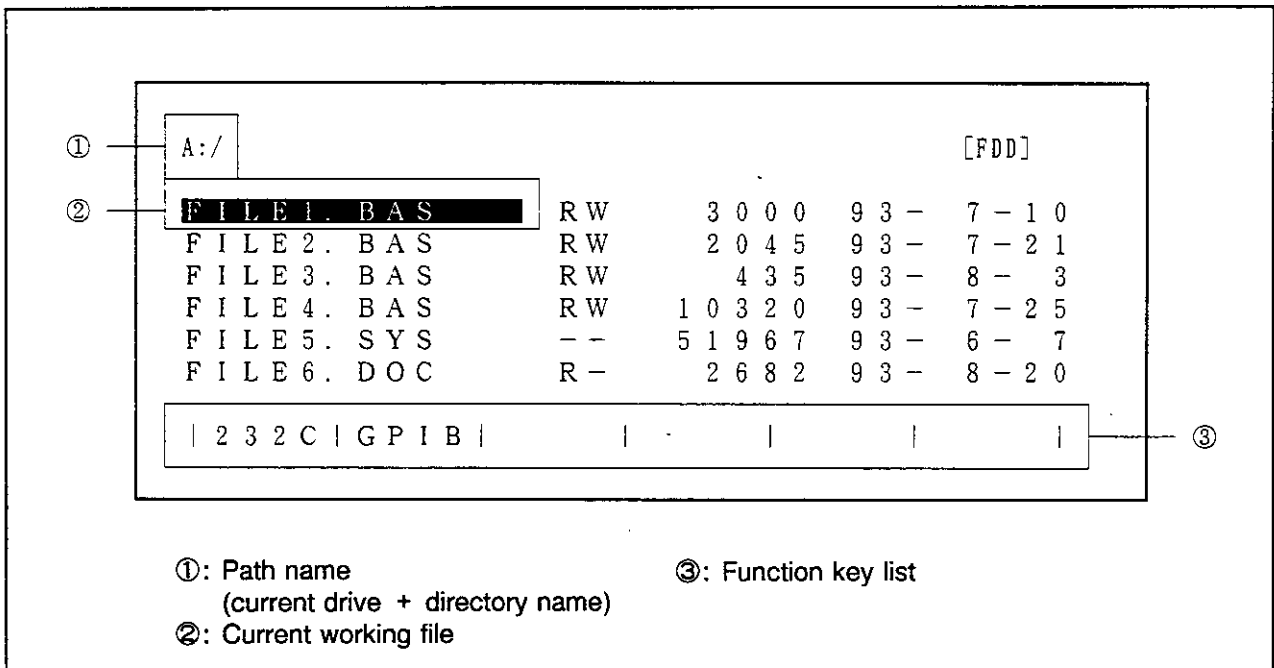 ① A:/ [FDD]
② FILE1. BAS RW 3000 93- 7-10
FILE2. BAS RW 2045 93- 7-21
FILE3. BAS RW 435 93- 8- 3
FILE4. BAS RW 10320 93- 7-25
FILE5. SYS -- 51967 93- 6- 7
FILE6. DOC R- 2682 93- 8-20
| 232C | GPIB | | | | | ③
①: Path name ③: Function key list
(current drive + directory name)
②: Current working file